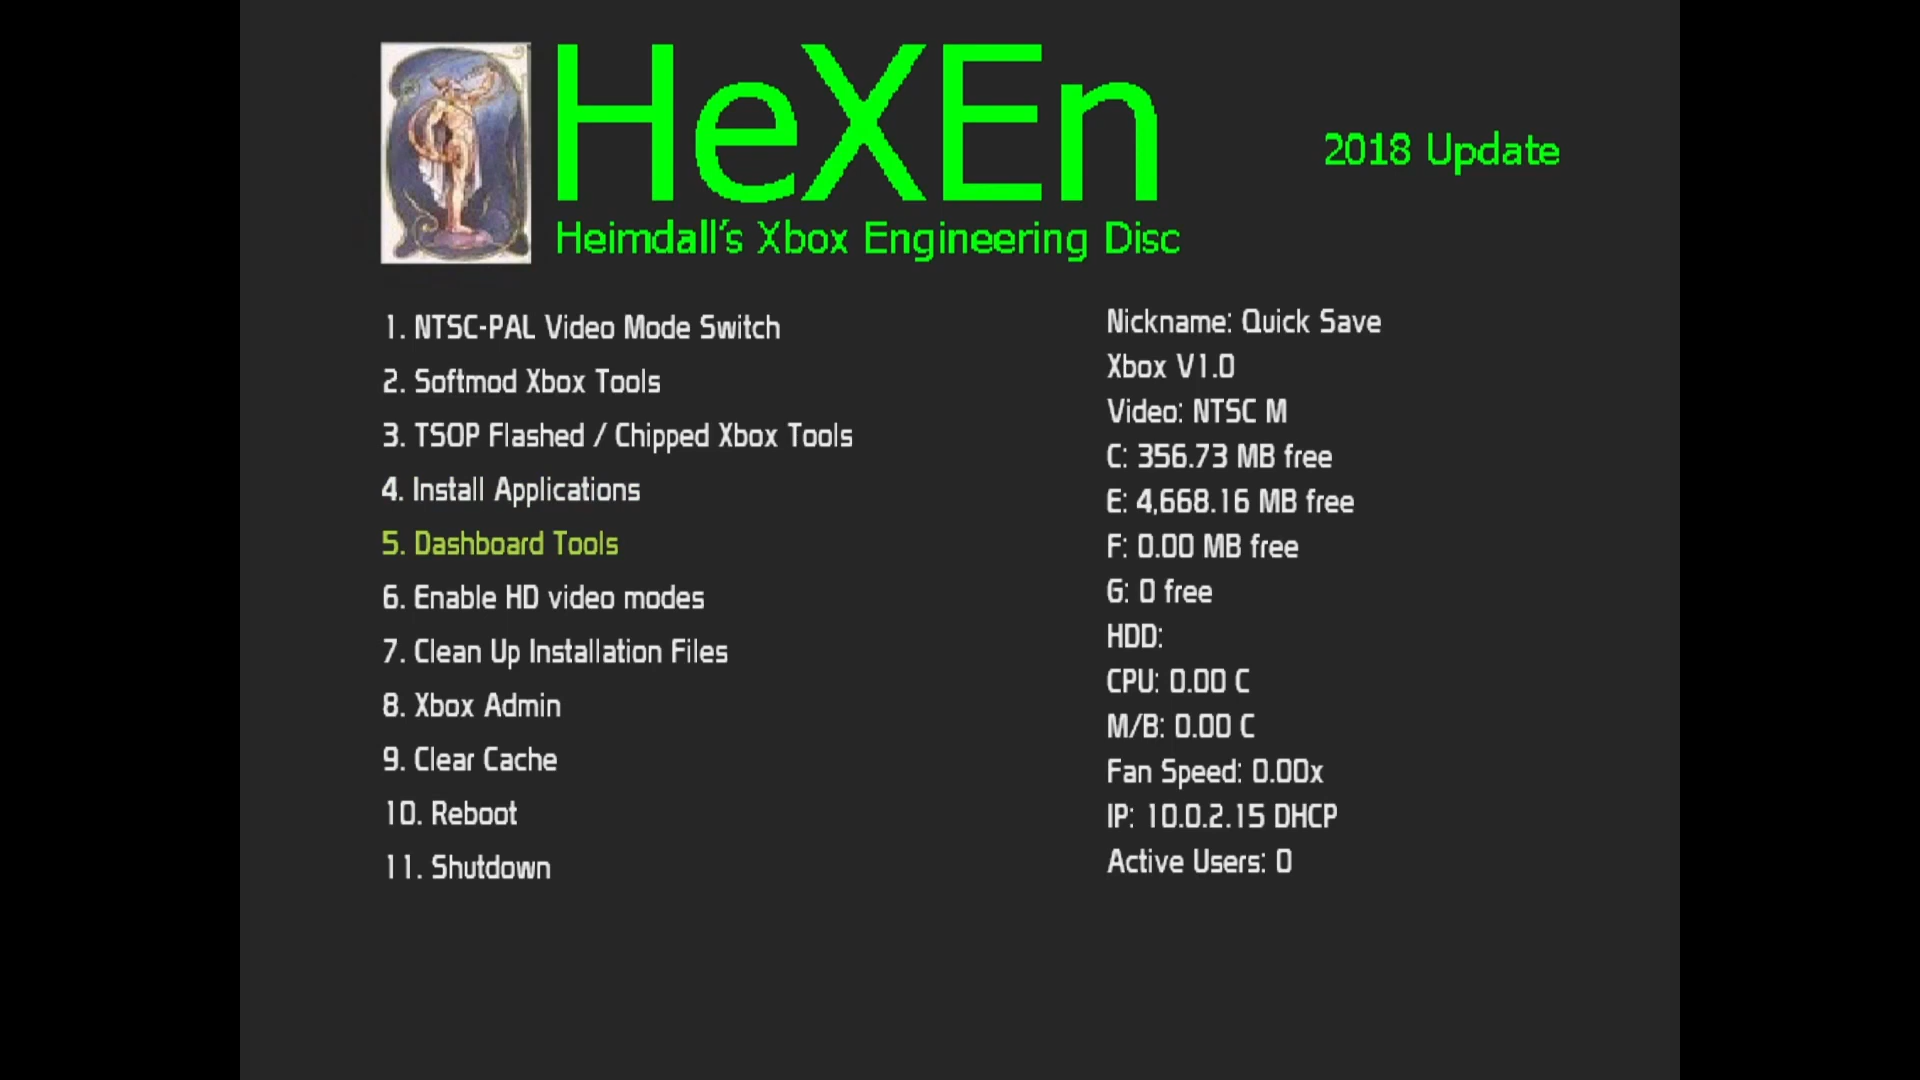 HeXEn
2018 Update
Heimdall's Xbox Engineering Disc
1. NTSC-PAL Video Mode Switch
2. Softmod Xbox Tools
3. TSOP Flashed / Chipped Xbox Tools
4. Install Applications
5. Dashboard Tools
6. Enable HD video modes
7. Clean Up Installation Files
8. Xbox Admin
9. Clear Cache
10. Reboot
11. Shutdown
Nickname: Quick Save
Xbox V1.0
Video: NTSC M
C: 356.73 MB free
E: 4,668.16 MB free
F: 0.00 MB free
G: 0 free
HDD:
CPU: 0.00 C
M/B: 0.00 C
Fan Speed: 0.00x
IP: 10.0.2.15 DHCP
Active Users: 0